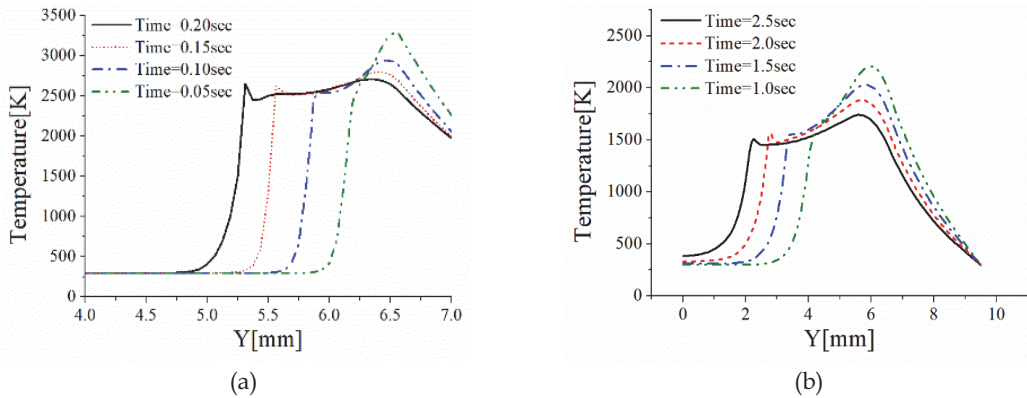 3500
3000
2500
2000
1500
1000
500
0
Temperature[K]
Time=0.20sec
Time=0.15sec
Time=0.10sec
Time=0.05sec
4.0 4.5 5.0 5.5 6.0 6.5 7.0
Y[mm]
(a)
2500
2000
1500
1000
500
0
Temperature[K]
Time=2.5sec
Time=2.0sec
Time=1.5sec
Time=1.0sec
0 2 4 6 8 10
Y[mm]
(b)